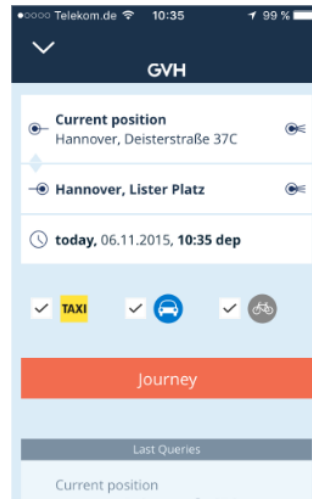 Telekom.de 10:35 99 %
GVH
Current position
Hannover, Deisterstraße 37C
Hannover, Lister Platz
today, 06.11.2015, 10:35 dep
TAXI
Journey
Last Queries
Current position